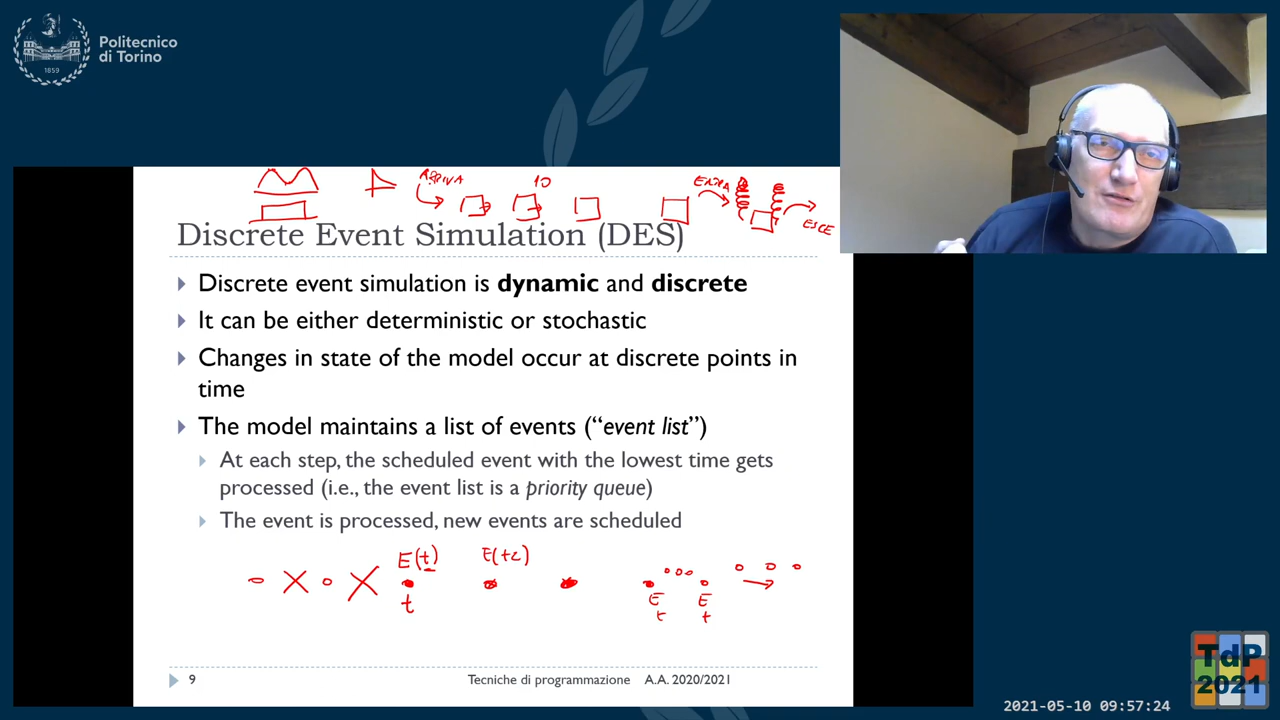 Politecnico
di Torino
1859
ARRIVA
10
ENTRA
ESCE
Discrete Event Simulation (DES)
Discrete event simulation is dynamic and discrete
It can be either deterministic or stochastic
Changes in state of the model occur at discrete points in
time
The model maintains a list of events (“event list”)
At each step, the scheduled event with the lowest time gets
processed (i.e., the event list is a priority queue)
The event is processed, new events are scheduled
E(t)
t
E
t
E
t
9
Tecniche di programmazione A.A. 2020/2021
TdP
2021
2021-05-10 09:57:24